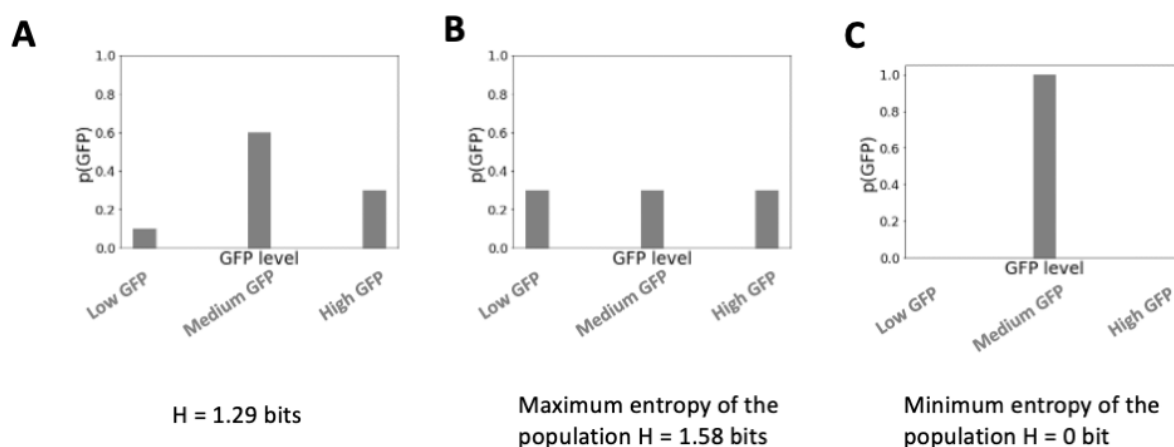 A
1.0
0.8
0.6
0.4
0.2
0.0
p(GFP)
GFP level
Low GFP
Medium GFP
High GFP
H = 1.29 bits
B
1.0
0.8
0.6
0.4
0.2
0.0
p(GFP)
GFP level
Low GFP
Medium GFP
High GFP
Maximum entropy of the
population H = 1.58 bits
C
1.0
0.8
0.6
0.4
0.2
0.0
p(GFP)
GFP level
Low GFP
Medium GFP
High GFP
Minimum entropy of the
population H = 0 bit